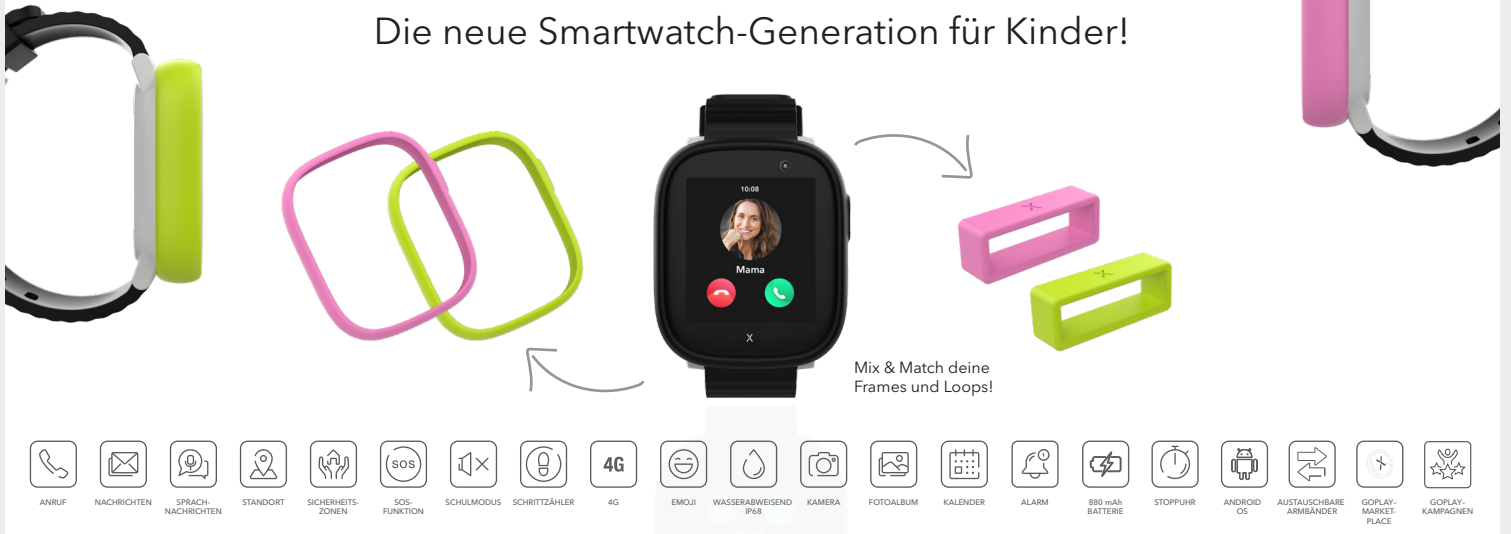 Die neue Smartwatch-Generation für Kinder!
10:08
Mama
X
Mix & Match deine
Frames und Loops!
SOS
4G
ANRUF
NACHRICHTEN
SPRACH-
NACHRICHTEN
STANDORT
SICHERHEITS-
ZONEN
SOS-
FUNKTION
SCHULMODUS
SCHRITTZÄHLER
4G
EMOJI
WASSERABWEISEND
IP68
KAMERA
FOTOALBUM
KALENDER
ALARM
880 mAh
BATTERIE
STOPPUHR
ANDROID
OS
AUSTAUSCHBARE
ARMBÄNDER
GOPLAY-
MARKET-
PLACE
GOPLAY-
KAMPAGNEN